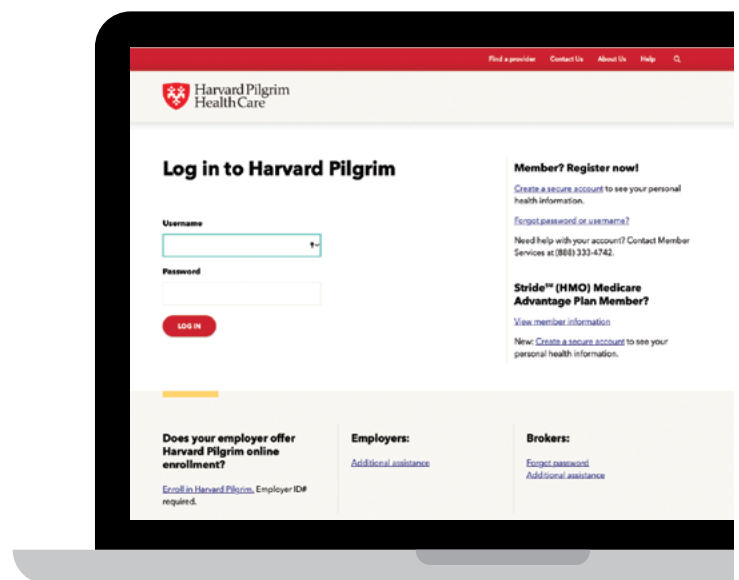 Find a provider Contact Us About Us Help
Harvard Pilgrim
Health Care
Log in to Harvard Pilgrim
Username
Password
LOG IN
Member? Register now!
Create a secure account to see your personal
health information.
Forgot password or username?
Need help with your account? Contact Member
Services at (888) 333-4742.
Stride℠ (HMO) Medicare
Advantage Plan Member?
View member information
New: Create a secure account to see your
personal health information.
Does your employer offer
Harvard Pilgrim online
enrollment?
Enroll in Harvard Pilgrim. Employer ID#
required.
Employers:
Additional assistance
Brokers:
Forgot password
Additional assistance